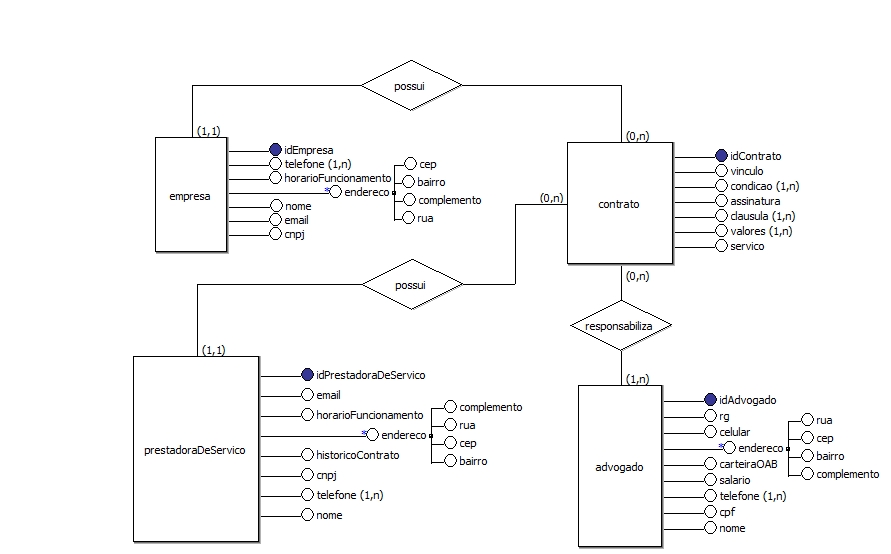 possui
(1,1)
(0,n)
empresa
idEmpresa
telefone (1,n)
horarioFuncionamento
* endereco
cep
bairro
complemento
rua
nome
email
cnpj
contrato
idContrato
vinculo
condicao (1,n)
assinatura
clausula (1,n)
valores (1,n)
servico
(0,n)
possui
(1,1)
(0,n)
responsabiliza
(1,n)
prestadoraDeServico
idPrestadoraDeServico
email
horarioFuncionamento
* endereco
complemento
rua
cep
bairro
historicoContrato
cnpj
telefone (1,n)
nome
advogado
idAdvogado
rg
celular
* endereco
rua
cep
bairro
complemento
carteiraOAB
salario
telefone (1,n)
cpf
nome